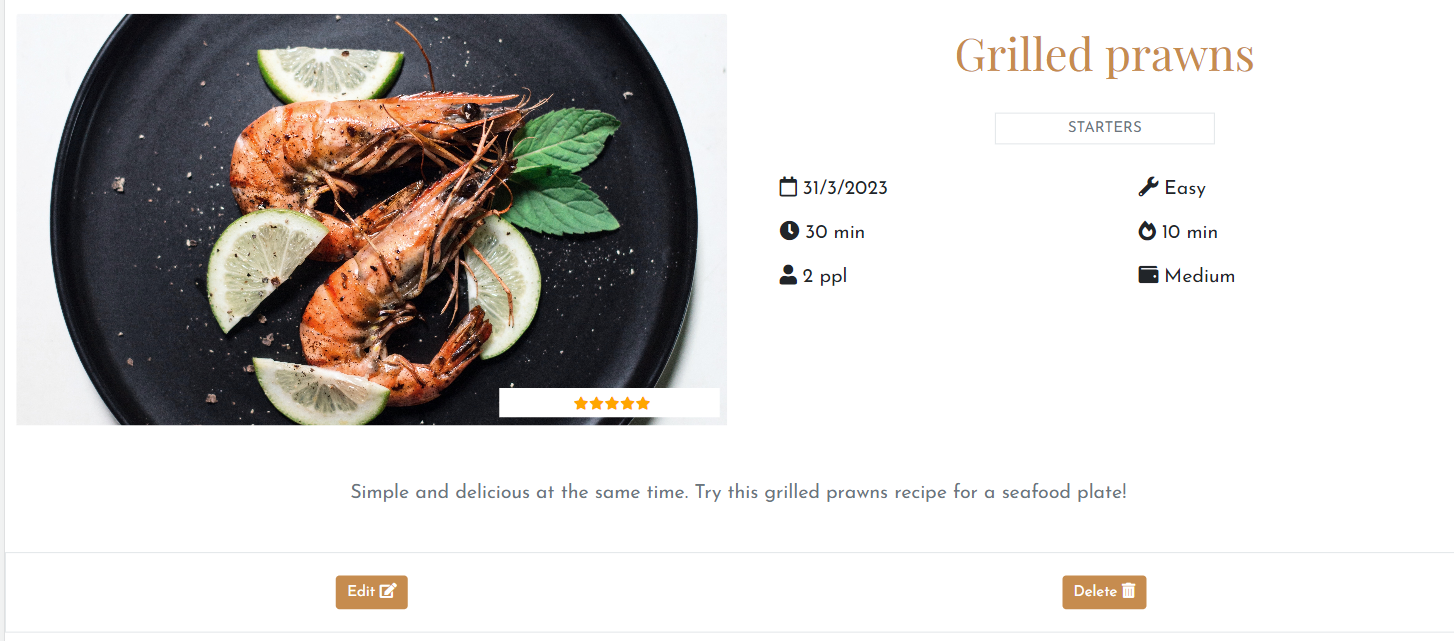 Grilled prawns
STARTERS
31/3/2023
Easy
30 min
10 min
2 ppl
Medium
Simple and delicious at the same time. Try this grilled prawns recipe for a seafood plate!
Edit
Delete